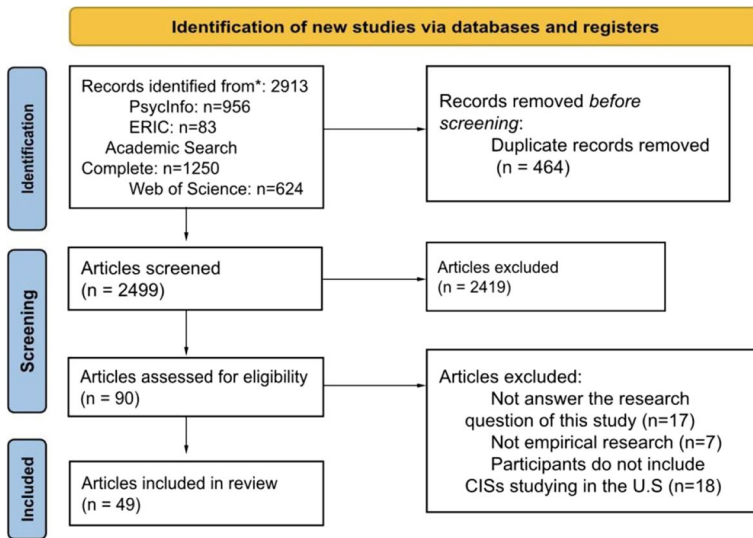 Identification of new studies via databases and registers
Identification
Records identified from*: 2913
PsycInfo: n=956
ERIC: n=83
Academic Search
Complete: n=1250
Web of Science: n=624
Records removed before
screening:
Duplicate records removed
(n = 464)
Screening
Articles screened
(n = 2499)
Articles excluded
(n = 2419)
Articles assessed for eligibility
(n = 90)
Articles excluded:
Not answer the research
question of this study (n=17)
Not empirical research (n=7)
Participants do not include
CISs studying in the U.S (n=18)
Included
Articles included in review
(n = 49)